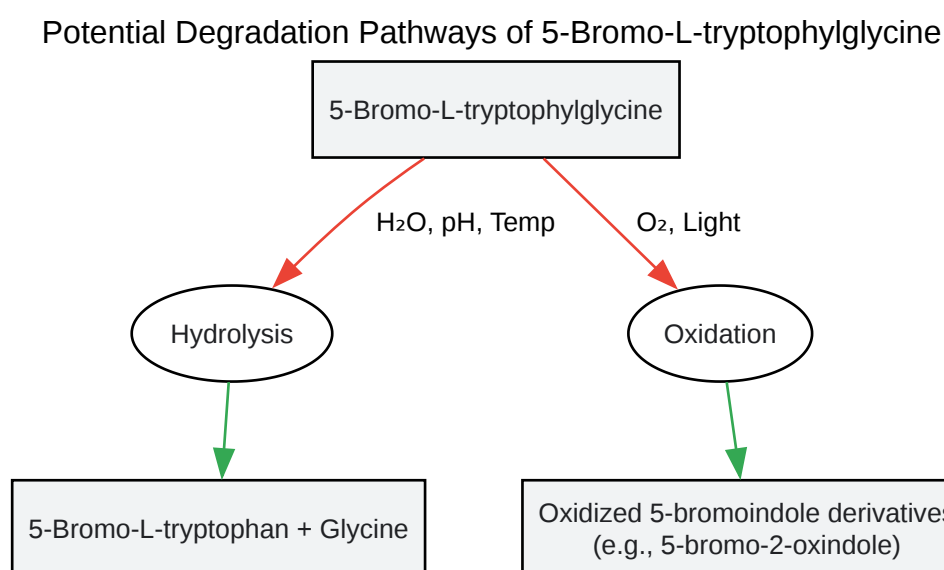 Potential Degradation Pathways of 5-Bromo-L-tryptophylglycine
5-Bromo-L-tryptophylglycine
H₂O, pH, Temp
O₂, Light
Hydrolysis
Oxidation
5-Bromo-L-tryptophan + Glycine
Oxidized 5-bromoindole derivatives
(e.g., 5-bromo-2-oxindole)